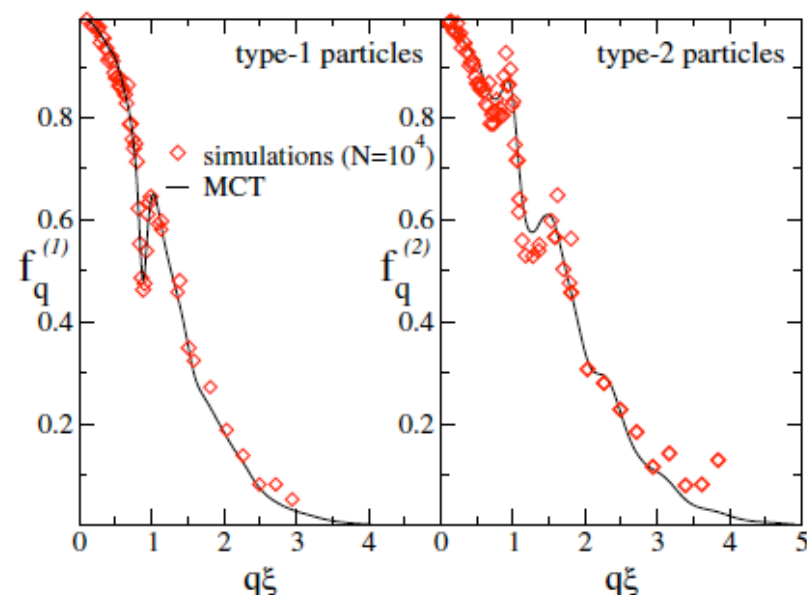 type-1 particles
type-2 particles
simulations (N=10⁴)
MCT
f_q^(1)
f_q^(2)
0.8
0.6
0.4
0.2
0
1
2
3
4
qξ
0.8
0.6
0.4
0.2
0
1
2
3
4
5
qξ